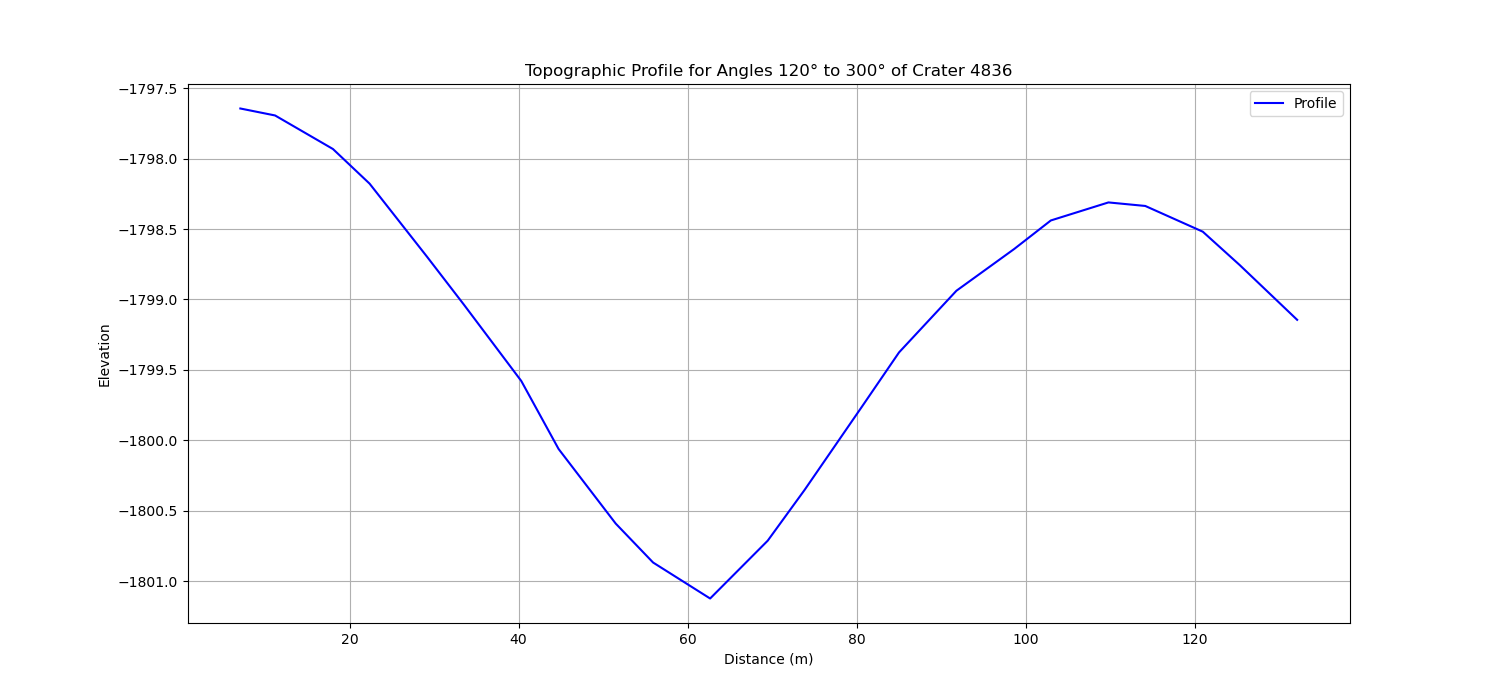 Topographic Profile for Angles 120° to 300° of Crater 4836
Profile
Elevation
−1797.5
−1798.0
−1798.5
−1799.0
−1799.5
−1800.0
−1800.5
−1801.0
20 40 60 80 100 120
Distance (m)